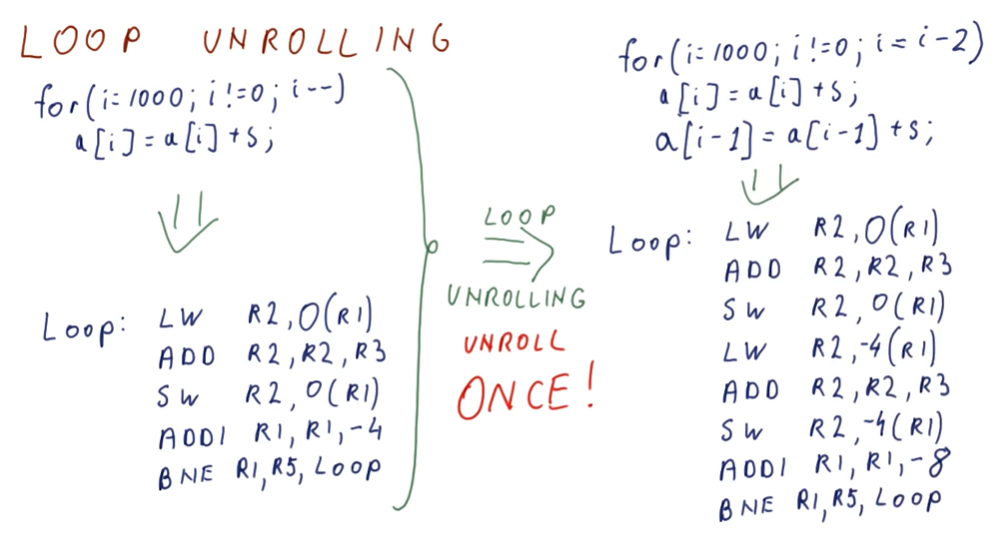 LOOP UNROLLING
for(i=1000; i!=0; i--)
a[i]=a[i]+s;
Loop: LW R2,0(R1)
ADD R2,R2,R3
SW R2,0(R1)
ADDI R1,R1,-4
BNE R1,R5,Loop
LOOP
UNROLLING
UNROLL
ONCE!
for(i=1000; i!=0; i=i-2)
a[i]=a[i]+s;
a[i-1]=a[i-1]+s;
Loop: LW R2,0(R1)
ADD R2,R2,R3
SW R2,0(R1)
LW R2,-4(R1)
ADD R2,R2,R3
SW R2,-4(R1)
ADDI R1,R1,-8
BNE R1,R5,Loop